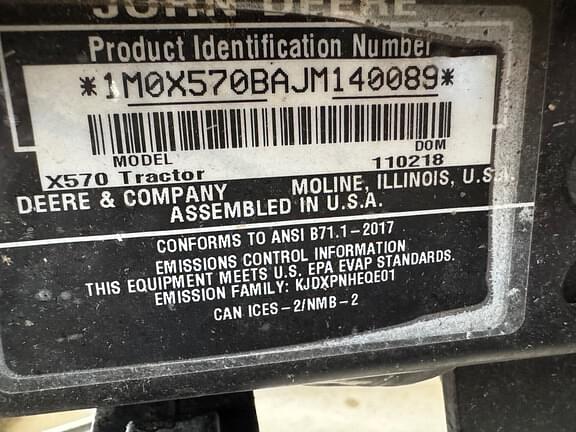 JOHN DEERE
Product Identification Number
*1M0X570BAJM140089*
MODEL DOM
X570 Tractor 110218
DEERE & COMPANY MOLINE, ILLINOIS, U.S.A.
ASSEMBLED IN U.S.A.
CONFORMS TO ANSI B71.1-2017
EMISSIONS CONTROL INFORMATION
THIS EQUIPMENT MEETS U.S. EPA EVAP STANDARDS.
EMISSION FAMILY: KJDXPNHEQE01
CAN ICES-2/NMB-2